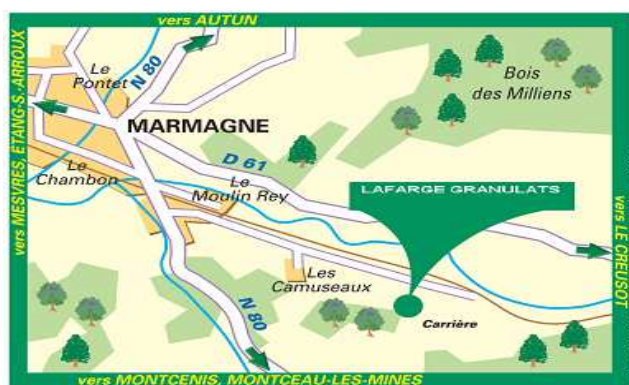 vers AUTUN
Le
Pontet
N 80
Bois
des Milliens
vers MESVRES, ETANG-S.-ARROUX
MARMAGNE
D 61
Le
Chambon
Le
Moulin Rey
LAFARGE GRANULATS
vers LE CREUSOT
Les
Camuseaux
N 80
Carrière
vers MONTCENIS, MONTCEAU-LES-MINES